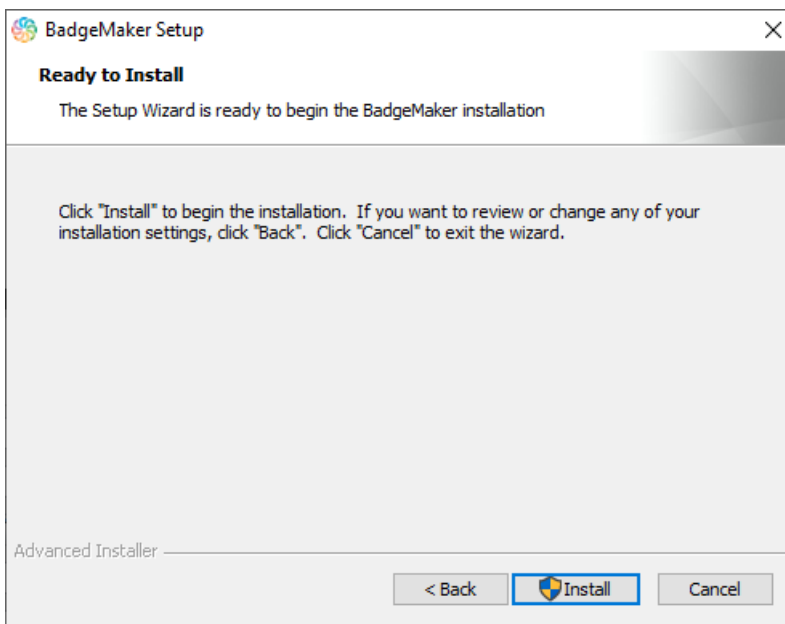 BadgeMaker Setup
Ready to Install
The Setup Wizard is ready to begin the BadgeMaker installation
Click "Install" to begin the installation.  If you want to review or change any of your
installation settings, click "Back".  Click "Cancel" to exit the wizard.
Advanced Installer
< Back
Install
Cancel